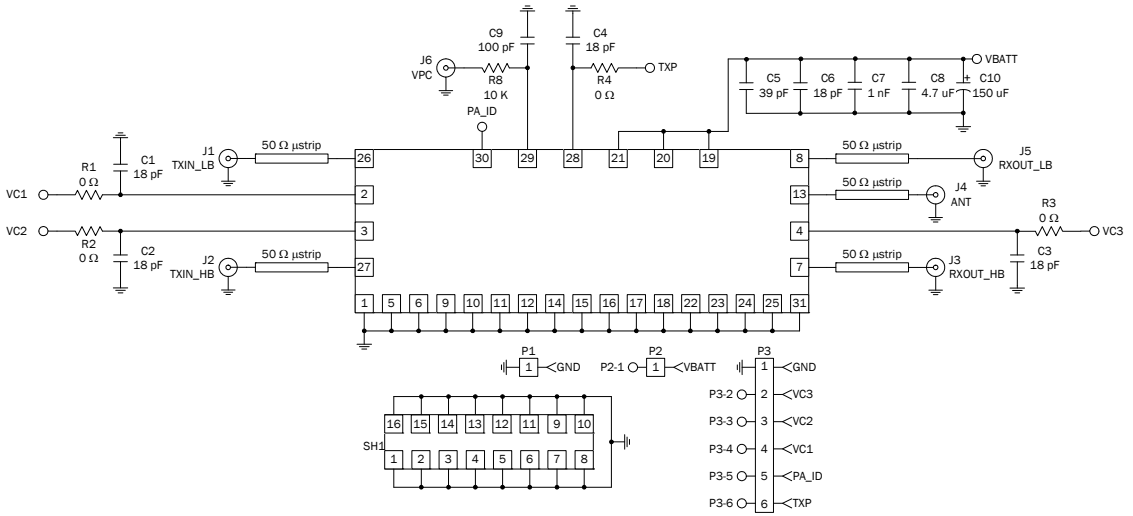 C9
100 pF
C4
18 pF
J6
VPC
R8
10 K
R4
0 Ω
TXP
VBATT
C5
39 pF
C6
18 pF
C7
1 nF
C8
4.7 uF
+
C10
150 uF
PA_ID
J1
TXIN_LB
50 Ω µstrip
26
30
29
28
21
20
19
8
50 Ω µstrip
J5
RXOUT_LB
R1
0 Ω
C1
18 pF
VC1
2
13
50 Ω µstrip
J4
ANT
VC2
R2
0 Ω
C2
18 pF
3
4
R3
0 Ω
VC3
C3
18 pF
J2
TXIN_HB
50 Ω µstrip
27
7
50 Ω µstrip
J3
RXOUT_HB
1 5 6 9 10 11 12 14 15 16 17 18 22 23 24 25 31
P1
1
GND
P2
P2-1
1
VBATT
P3
1
GND
P3-2
2
VC3
P3-3
3
VC2
P3-4
4
VC1
P3-5
5
PA_ID
P3-6
6
TXP
16 15 14 13 12 11 9 10
SH1
1 2 3 4 5 6 7 8